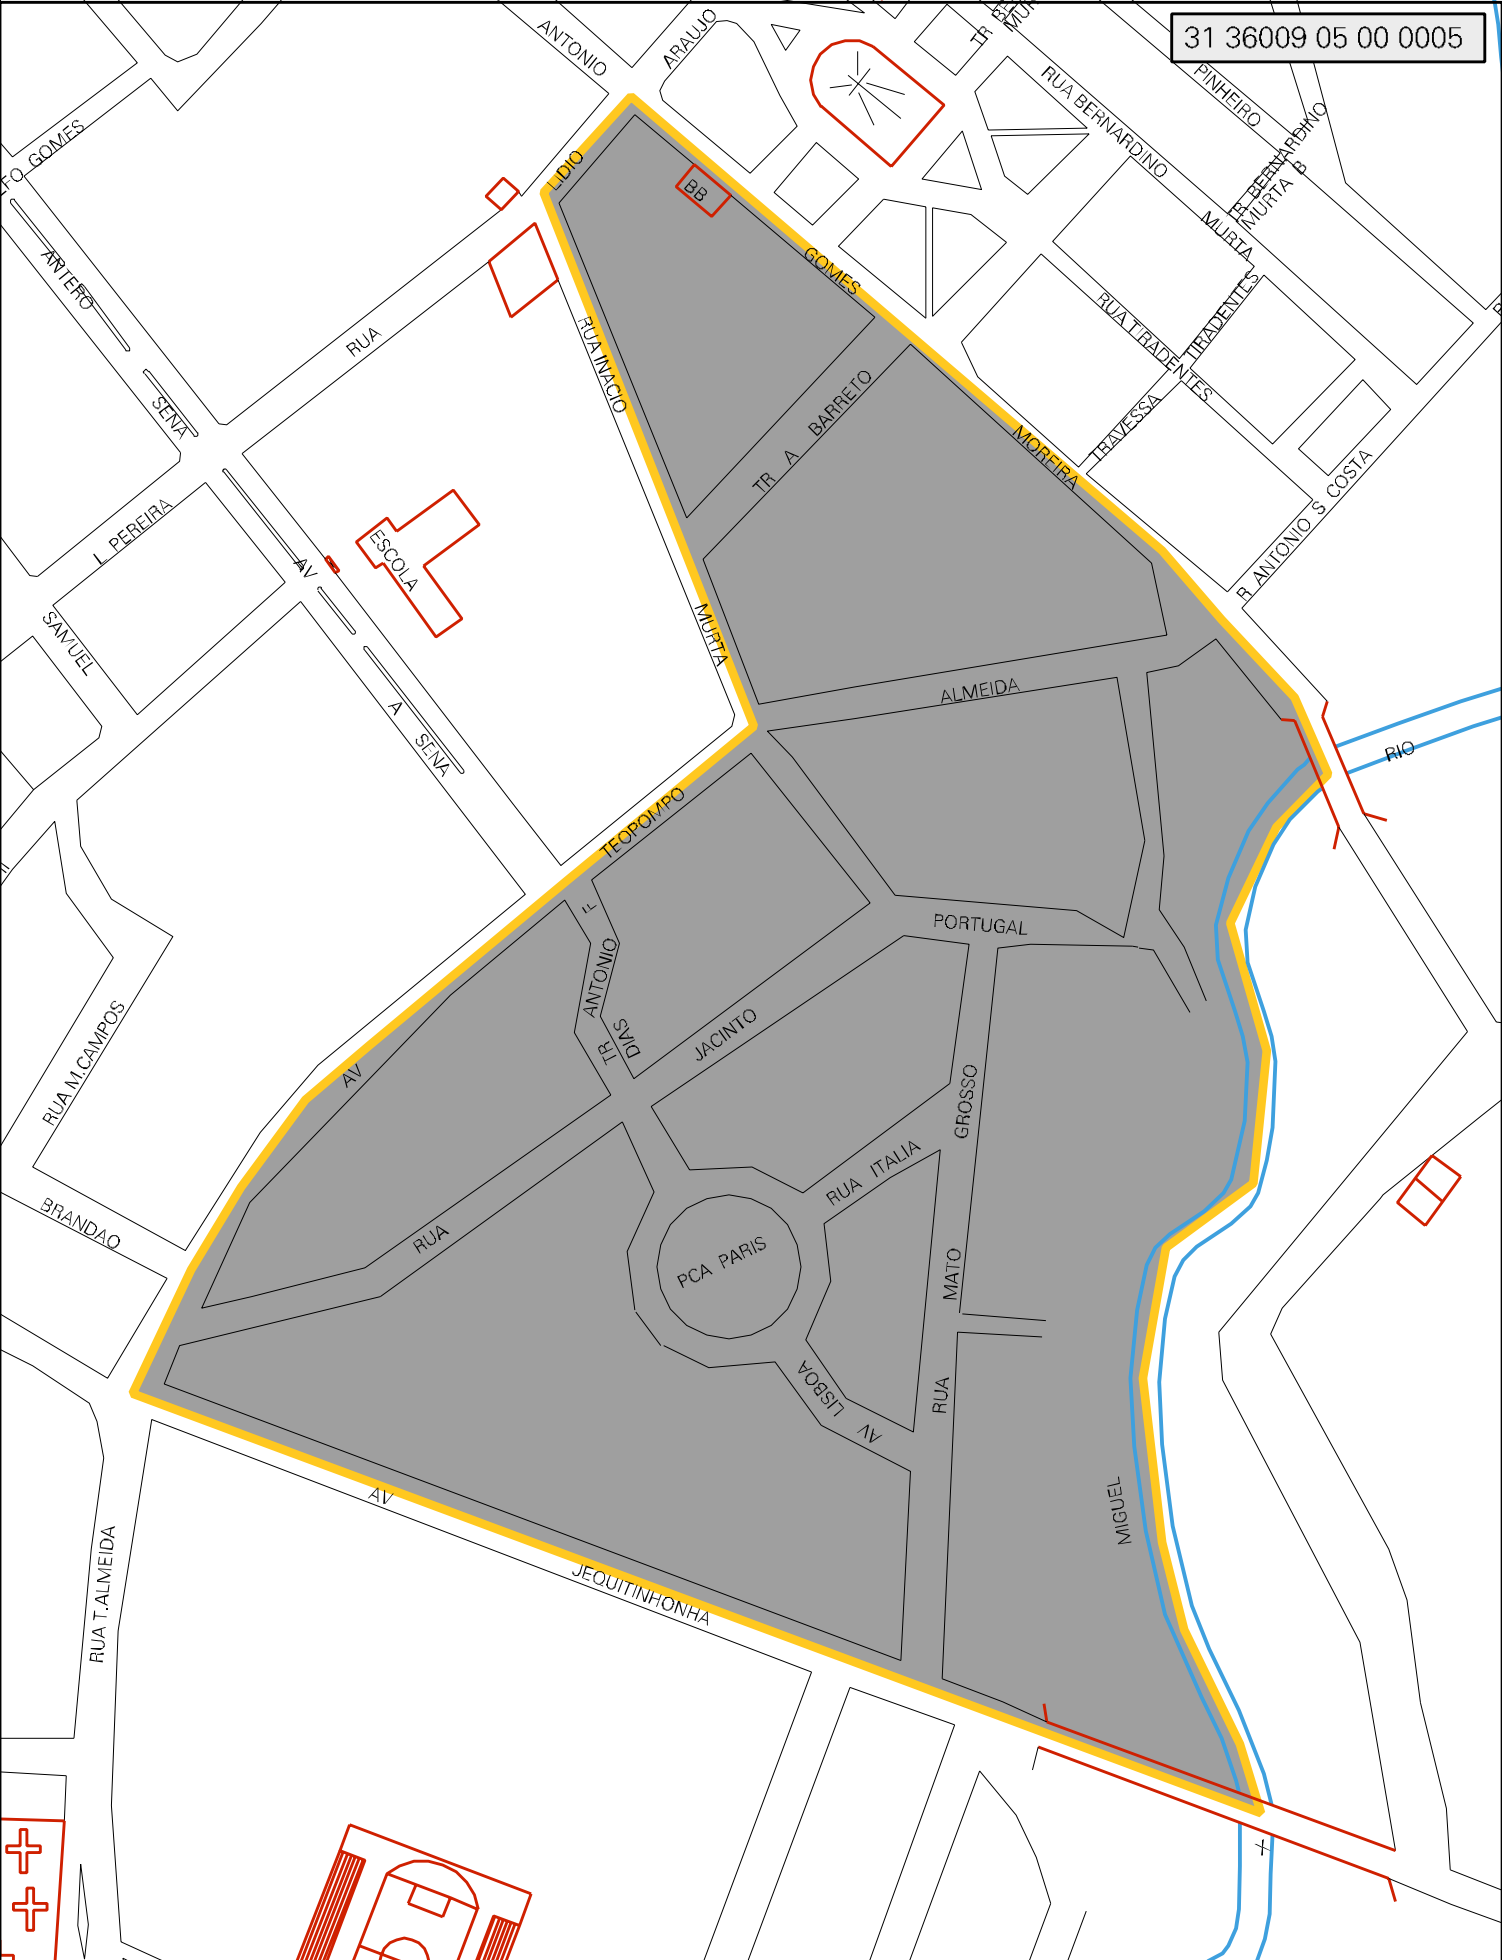 31 36009 05 00 0005
ANTONIO
ARAUJO
RUA BERNARDINO
PINHEIRO
R BERNARDINO
MURTA B
MURTA
GOMES
LIDIO
BB
GOMES
ANTERO
RUA
RUA INACIO
RUA TIRADENTES
TIRADENTES
TRAVESSA
TR A BARRETO
SENA
MOREIRA
R ANTONIO S COSTA
L PEREIRA
ESCOLA
AV
SAMUEL
MURTA
ALMEIDA
A
SENA
RIO
TEOPOMPO
F
PORTUGAL
ANTONIO
TR
DIAS
JACINTO
AV
RUA M.CAMPOS
GROSSO
RUA ITALIA
BRANDAO
RUA
PCA PARIS
MATO
LISBOA
AV
RUA
AV
MIGUEL
JEQUITINHONHA
RUA T.ALMEIDA